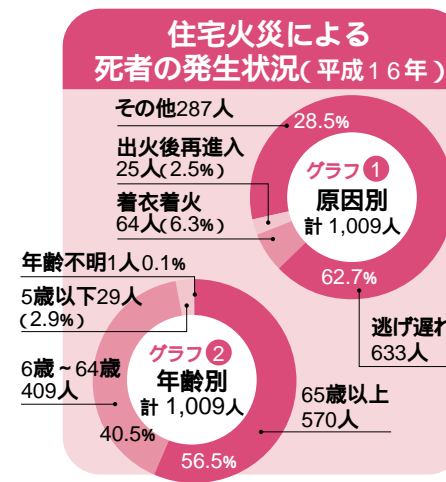 住宅火災による
死者の発生状況(平成16年)
その他287人
28.5%
出火後再進入
25人(2.5%)
着衣着火
64人(6.3%)
グラフ1
原因別
計1,009人
62.7%
逃げ遅れ
633人
年齢不明1人0.1%
5歳以下29人
(2.9%)
6歳~64歳
409人
40.5%
グラフ2
年齢別
計1,009人
65歳以上
570人
56.5%